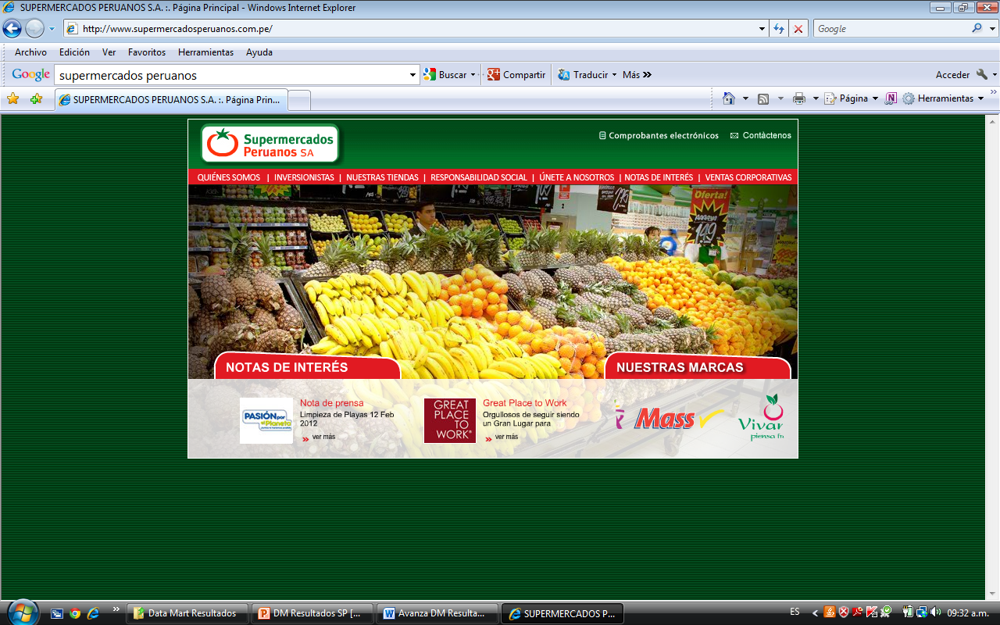 SUPERMERCADOS PERUANOS S.A. :. Página Principal - Windows Internet Explorer
http://www.supermercadosperuanos.com.pe/
Google
Archivo Edición Ver Favoritos Herramientas Ayuda
Google supermercados peruanos Buscar Compartir Traducir Más Acceder
SUPERMERCADOS PERUANOS S.A. :. Página Prin... Página Herramientas
Supermercados
Peruanos SA
Comprobantes electrónicos Contáctenos
QUIÉNES SOMOS | INVERSIONISTAS | NUESTRAS TIENDAS | RESPONSABILIDAD SOCIAL | ÚNETE A NOSOTROS | NOTAS DE INTERÉS | VENTAS CORPORATIVAS
Oferta!
149
NOTAS DE INTERÉS
NUESTRAS MARCAS
PASIÓN por
el Planeta
Nota de prensa
Limpieza de Playas 12 Feb
2012
ver más
GREAT
PLACE
TO
WORK®
Great Place to Work
Orgullosos de seguir siendo
un Gran Lugar para
ver más
Mass
Vivar
piensa fr
Data Mart Resultados DM Resultados SP [... Avanza DM Resulta... SUPERMERCADOS P... ES 09:32 a.m.